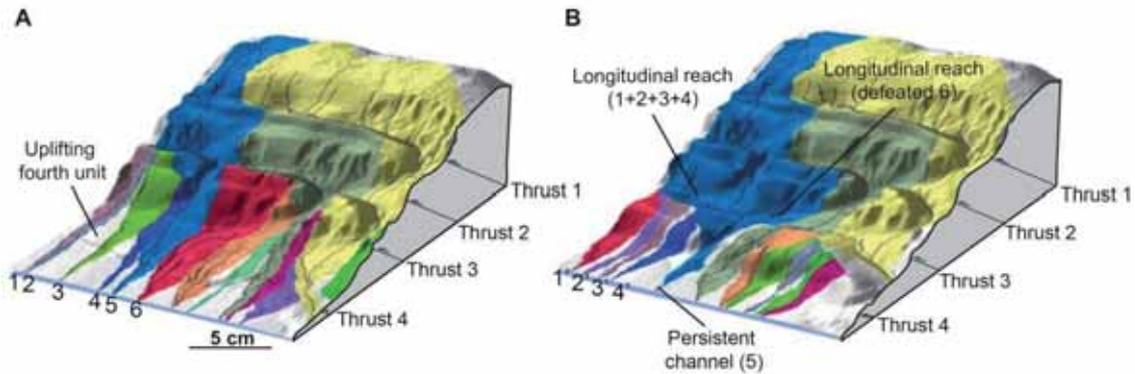 A
Uplifting
fourth unit
Thrust 1
Thrust 2
Thrust 3
Thrust 4
1
2
3
4
5
6
5 cm
B
Longitudinal reach
(1+2+3+4)
Longitudinal reach
(defeated 6)
Thrust 1
Thrust 2
Thrust 3
Thrust 4
1'
2'
3'
4'
Persistent
channel (5)